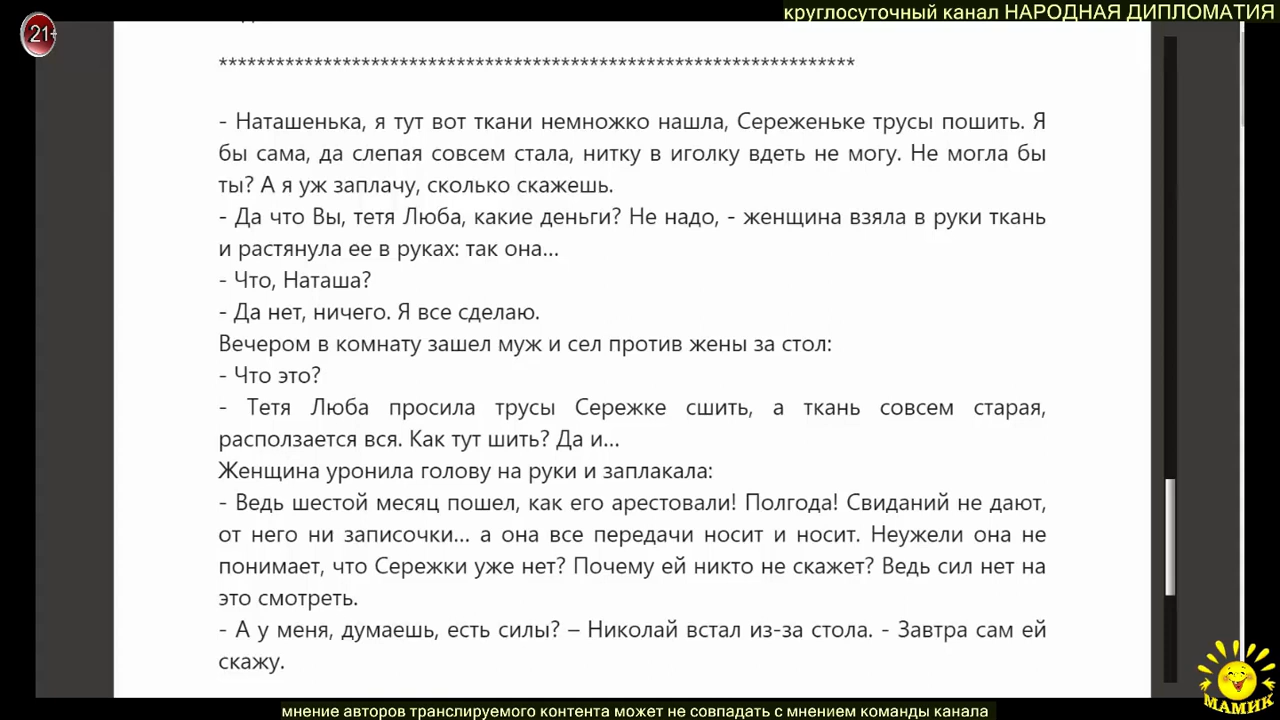 круглосуточный канал НАРОДНАЯ ДИПЛОМАТИЯ
21+
*******************************************************************
- Наташенька, я тут вот ткани немножко нашла, Сереженьке трусы пошить. Я
бы сама, да слепая совсем стала, нитку в иголку вдеть не могу. Не могла бы
ты? А я уж заплачу, сколько скажешь.
- Да что Вы, тетя Люба, какие деньги? Не надо, - женщина взяла в руки ткань
и растянула ее в руках: так она...
- Что, Наташа?
- Да нет, ничего. Я все сделаю.
Вечером в комнату зашел муж и сел против жены за стол:
- Что это?
- Тетя Люба просила трусы Сережке сшить, а ткань совсем старая,
расползается вся. Как тут шить? Да и...
Женщина уронила голову на руки и заплакала:
- Ведь шестой месяц пошел, как его арестовали! Полгода! Свиданий не дают,
от него ни записочки... а она все передачи носит и носит. Неужели она не
понимает, что Сережки уже нет? Почему ей никто не скажет? Ведь сил нет на
это смотреть.
- А у меня, думаешь, есть силы? – Николай встал из-за стола. - Завтра сам ей
скажу.
МАМИК
мнение авторов транслируемого контента может не совпадать с мнением команды канала